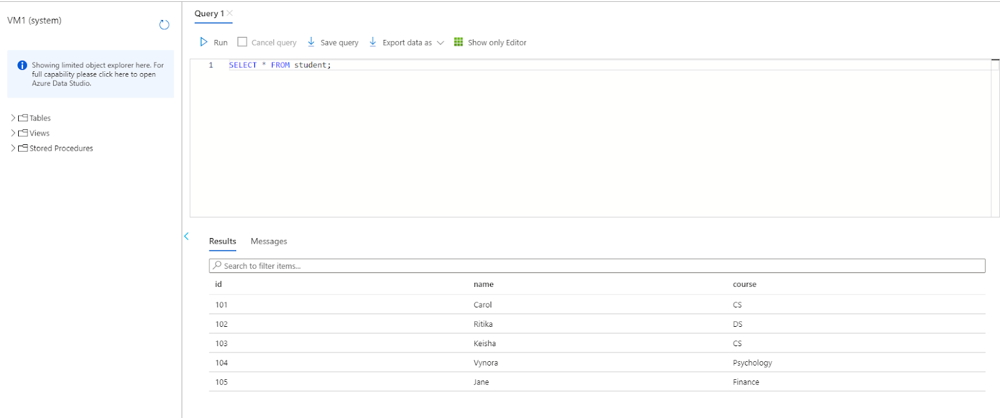 VM1 (system)
Showing limited object explorer here. For
full capability please click here to open
Azure Data Studio.
Tables
Views
Stored Procedures
Query 1
Run Cancel query Save query Export data as Show only Editor
1 SELECT * FROM student;
Results Messages
Search to filter items...
id name course
101 Carol CS
102 Ritika DS
103 Keisha CS
104 Vynora Psychology
105 Jane Finance